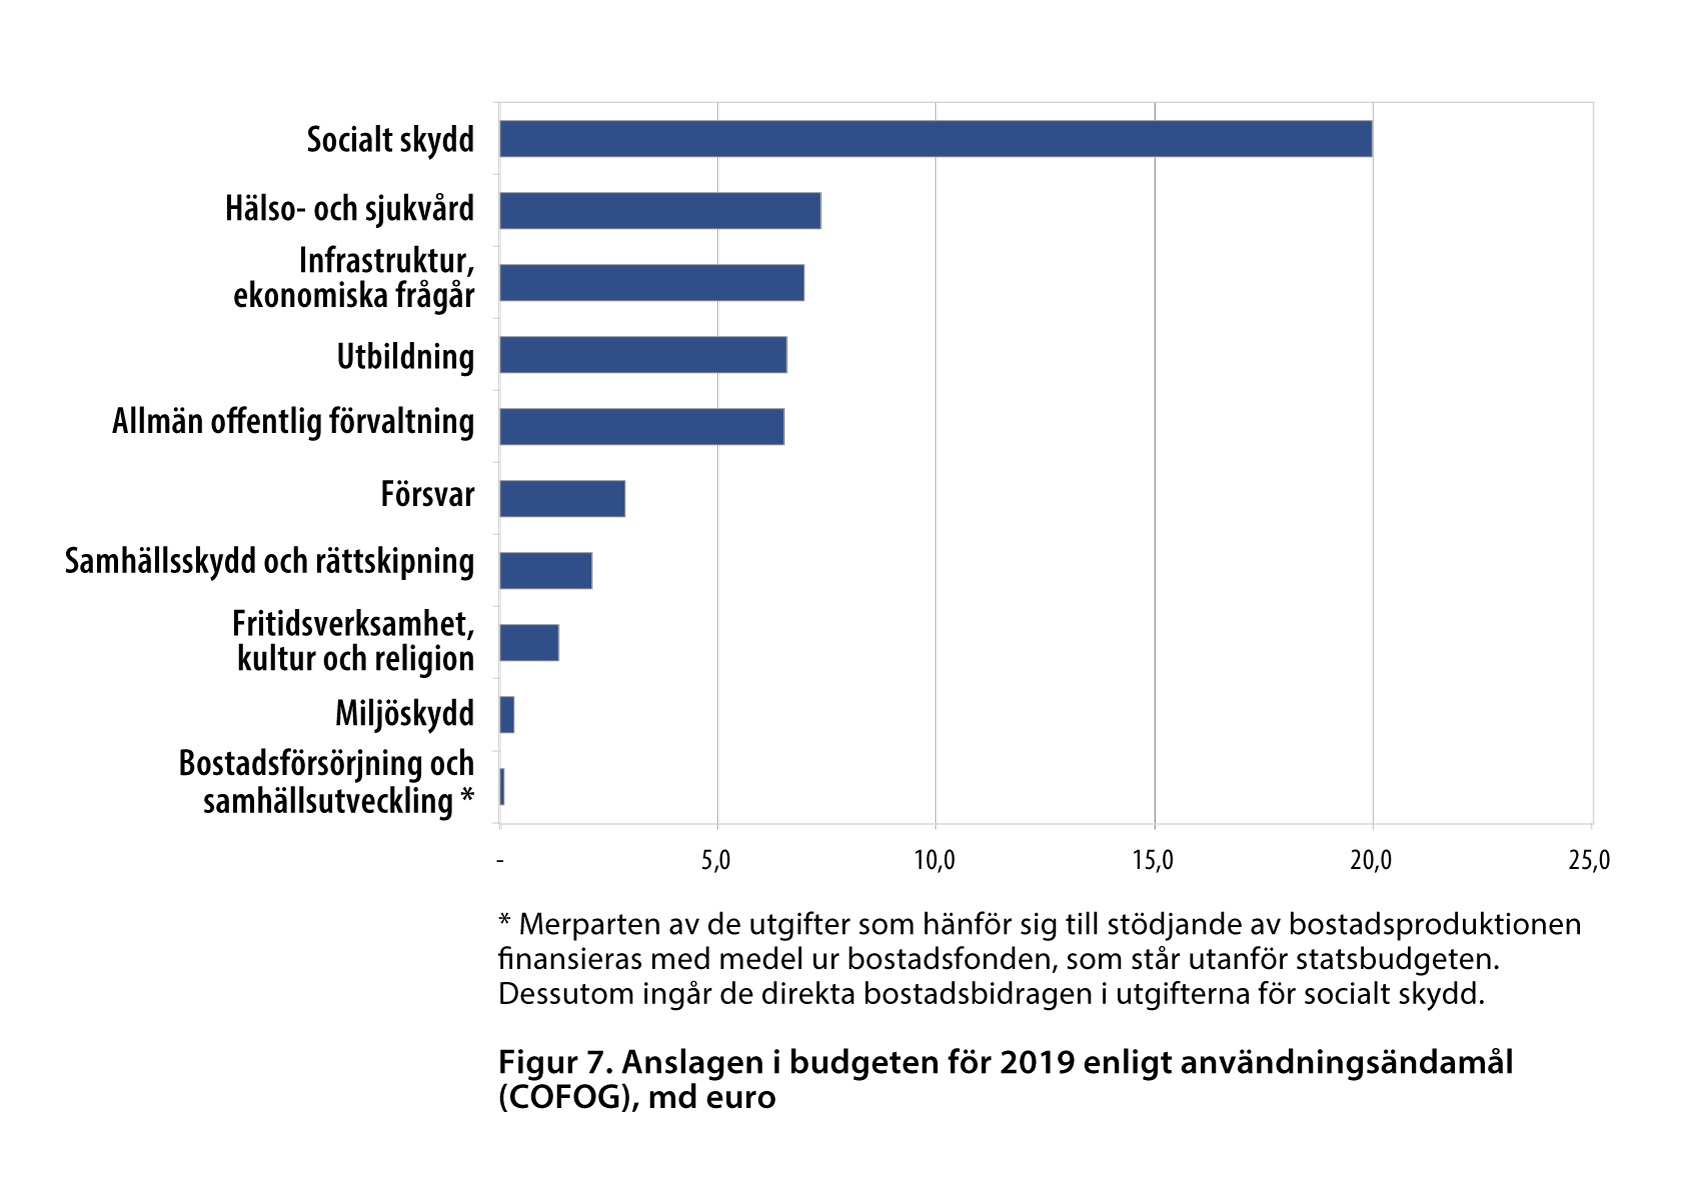 Socialt skydd
Hälso- och sjukvård
Infrastruktur,
ekonomiska frågår
Utbildning
Allmän offentlig förvaltning
Försvar
Samhällsskydd och rättskipning
Fritidsverksamhet,
kultur och religion
Miljöskydd
Bostadsförsörjning och
samhällsutveckling *
- 5,0 10,0 15,0 20,0 25,0
* Merparten av de utgifter som hänför sig till stödjande av bostadsproduktionen
finansieras med medel ur bostadsfonden, som står utanför statsbudgeten.
Dessutom ingår de direkta bostadsbidragen i utgifterna för socialt skydd.
Figur 7. Anslagen i budgeten för 2019 enligt användningsändamål
(COFOG), md euro